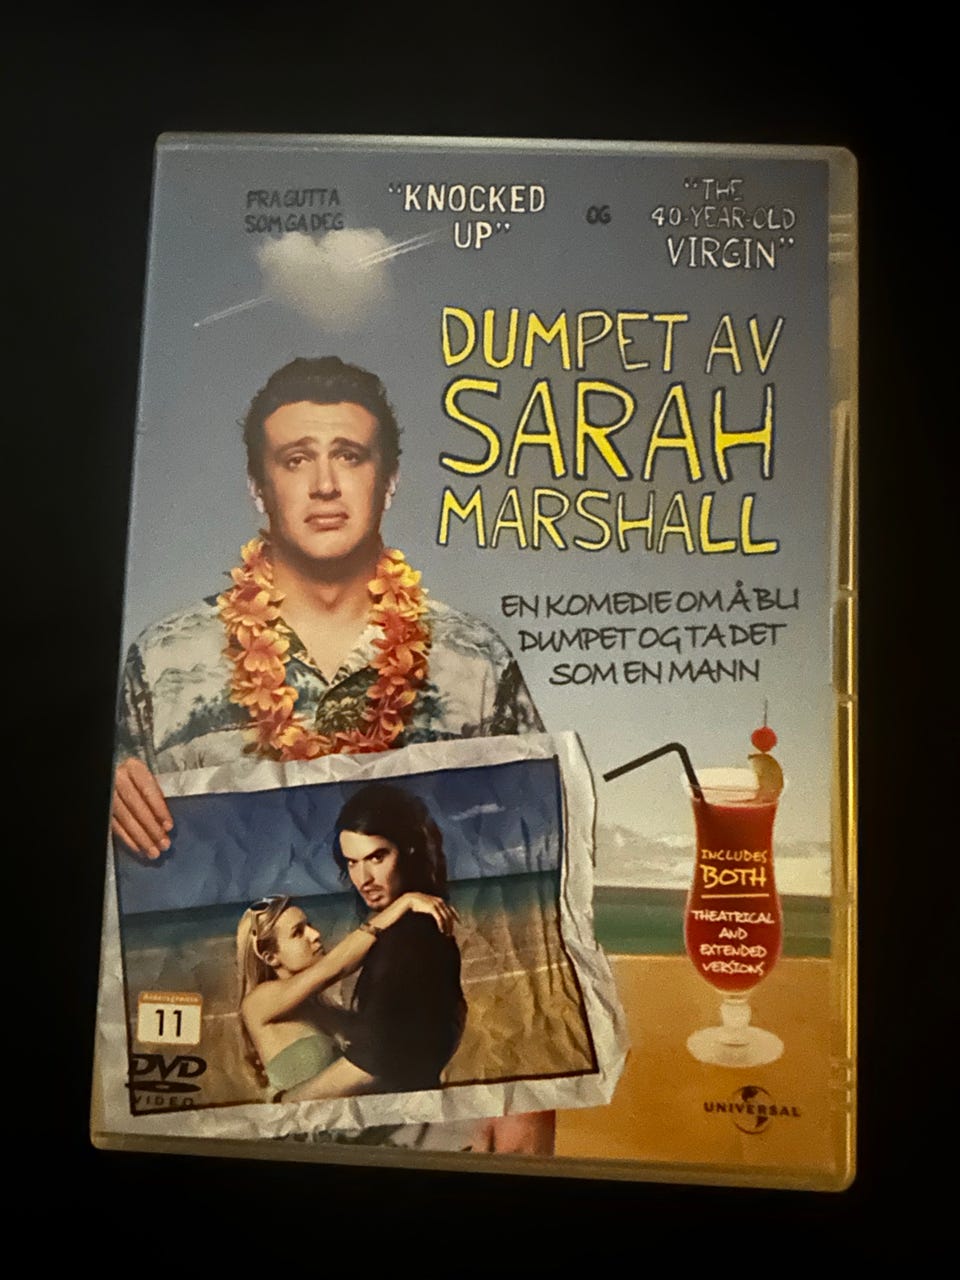 FRA GUTTA
SOM GA DEG
"KNOCKED
UP"
OG
"THE
40-YEAR-OLD
VIRGIN"
DUMPET AV
SARAH
MARSHALL
EN KOMEDIE OM Å BLI
DUMPET OG TA DET
SOM EN MANN
INCLUDES
BOTH
THEATRICAL
AND
EXTENDED
VERSIONS
Aldersgrense
11
DVD
VIDEO
UNIVERSAL